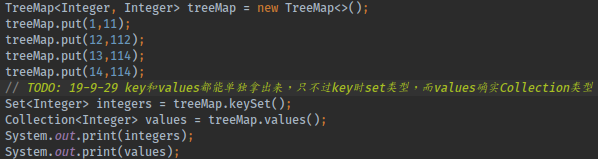 TreeMap<Integer, Integer> treeMap = new TreeMap<>();
treeMap.put(1,11);
treeMap.put(12,112);
treeMap.put(13,114);
treeMap.put(14,114);
// TODO: 19-9-29 key和values都能单独拿出来，只不过key时set类型，而values确实Collection类型
Set<Integer> integers = treeMap.keySet();
Collection<Integer> values = treeMap.values();
System.out.print(integers);
System.out.print(values);